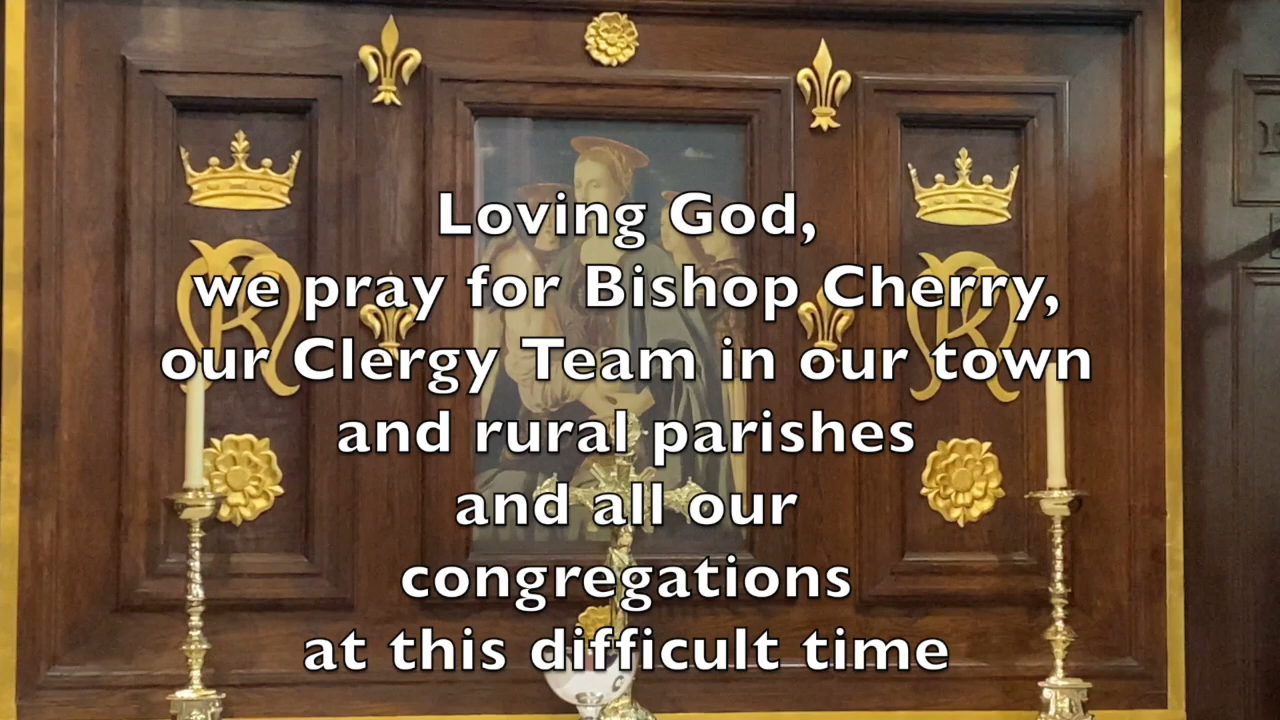 Loving God,
we pray for Bishop Cherry,
our Clergy Team in our town
and rural parishes
and all our
congregations
at this difficult time